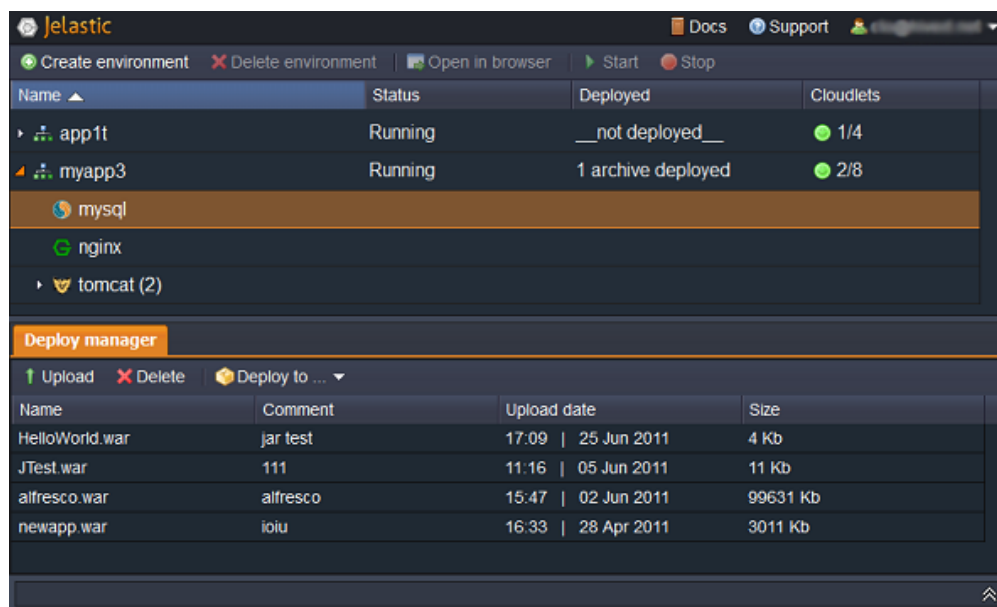 Jelastic Docs Support
Create environment Delete environment Open in browser Start Stop
Name Status Deployed Cloudlets
app1t Running __not deployed__ 1/4
myapp3 Running 1 archive deployed 2/8
mysql
nginx
tomcat (2)
Deploy manager
Upload Delete Deploy to ...
Name Comment Upload date Size
HelloWorld.war jar test 17:09 | 25 Jun 2011 4 Kb
JTest.war 111 11:16 | 05 Jun 2011 11 Kb
alfresco.war alfresco 15:47 | 02 Jun 2011 99631 Kb
newapp.war ioiu 16:33 | 28 Apr 2011 3011 Kb